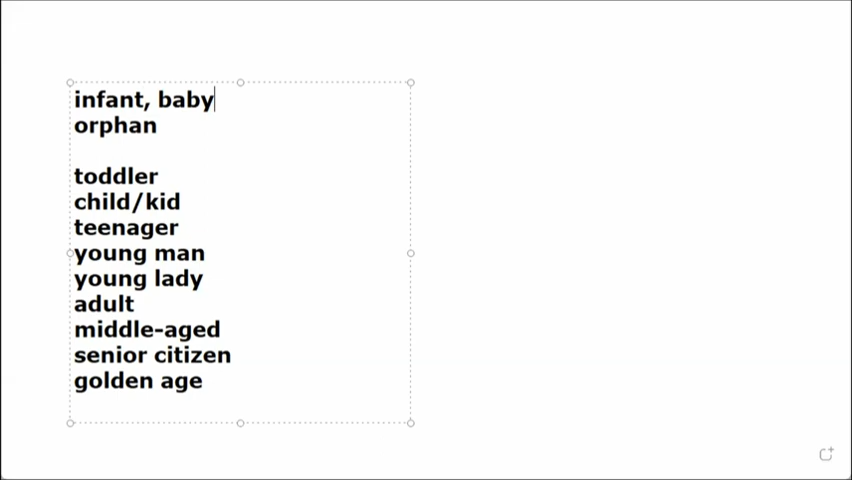 infant, baby
orphan
toddler
child/kid
teenager
young man
young lady
adult
middle-aged
senior citizen
golden age